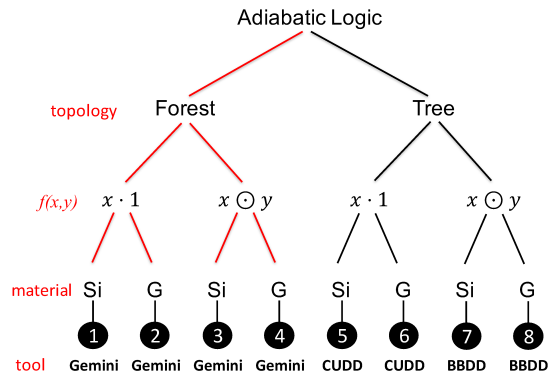 Adiabatic Logic
topology Forest Tree
f(x,y) x · 1 x ⊙ y x · 1 x ⊙ y
material Si G Si G Si G Si G
1 2 3 4 5 6 7 8
tool Gemini Gemini Gemini Gemini CUDD CUDD BBDD BBDD